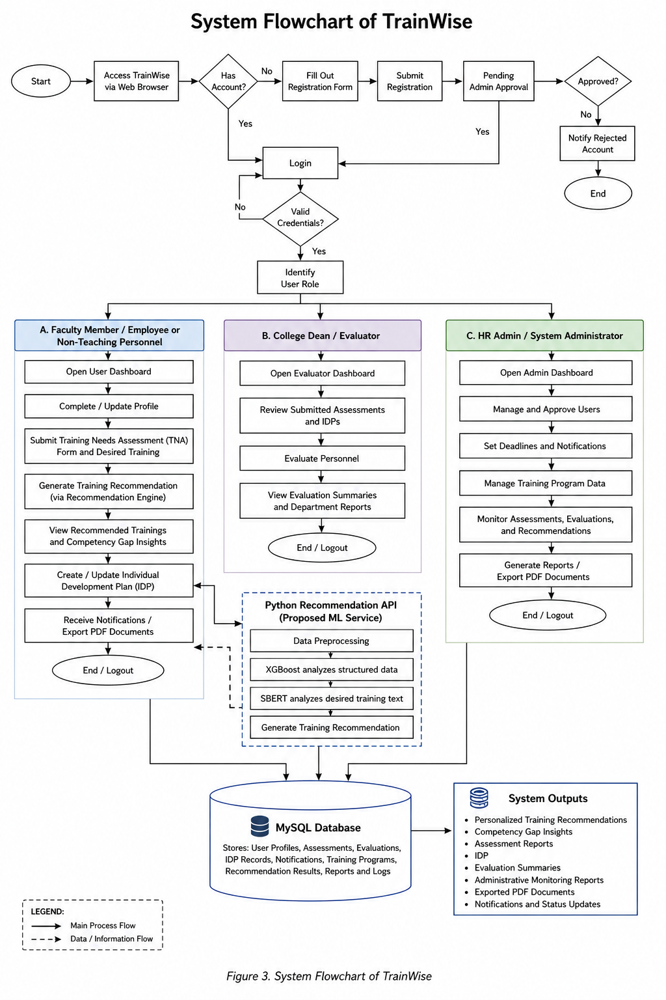 System Flowchart of TrainWise
Start
Access TrainWise
via Web Browser
Has
Account?
No
Fill Out
Registration Form
Submit
Registration
Pending
Admin Approval
Approved?
Yes
Yes
No
Notify Rejected
Account
End
Login
No
Valid
Credentials?
Yes
Identify
User Role
A. Faculty Member / Employee or
Non-Teaching Personnel
Open User Dashboard
Complete / Update Profile
Submit Training Needs Assessment (TNA)
Form and Desired Training
Generate Training Recommendation
(via Recommendation Engine)
View Recommended Trainings
and Competency Gap Insights
Create / Update Individual
Development Plan (IDP)
Receive Notifications /
Export PDF Documents
End / Logout
B. College Dean / Evaluator
Open Evaluator Dashboard
Review Submitted Assessments
and IDPs
Evaluate Personnel
View Evaluation Summaries
and Department Reports
End / Logout
C. HR Admin / System Administrator
Open Admin Dashboard
Manage and Approve Users
Set Deadlines and Notifications
Manage Training Program Data
Monitor Assessments, Evaluations,
and Recommendations
Generate Reports /
Export PDF Documents
End / Logout
Python Recommendation API
(Proposed ML Service)
Data Preprocessing
XGBoost analyzes structured data
SBERT analyzes desired training text
Generate Training Recommendation
MySQL Database
Stores: User Profiles, Assessments, Evaluations,
IDP Records, Notifications, Training Programs,
Recommendation Results, Reports and Logs
System Outputs
• Personalized Training Recommendations
• Competency Gap Insights
• Assessment Reports
• IDP
• Evaluation Summaries
• Administrative Monitoring Reports
• Exported PDF Documents
• Notifications and Status Updates
LEGEND:
Main Process Flow
Data / Information Flow
Figure 3. System Flowchart of TrainWise